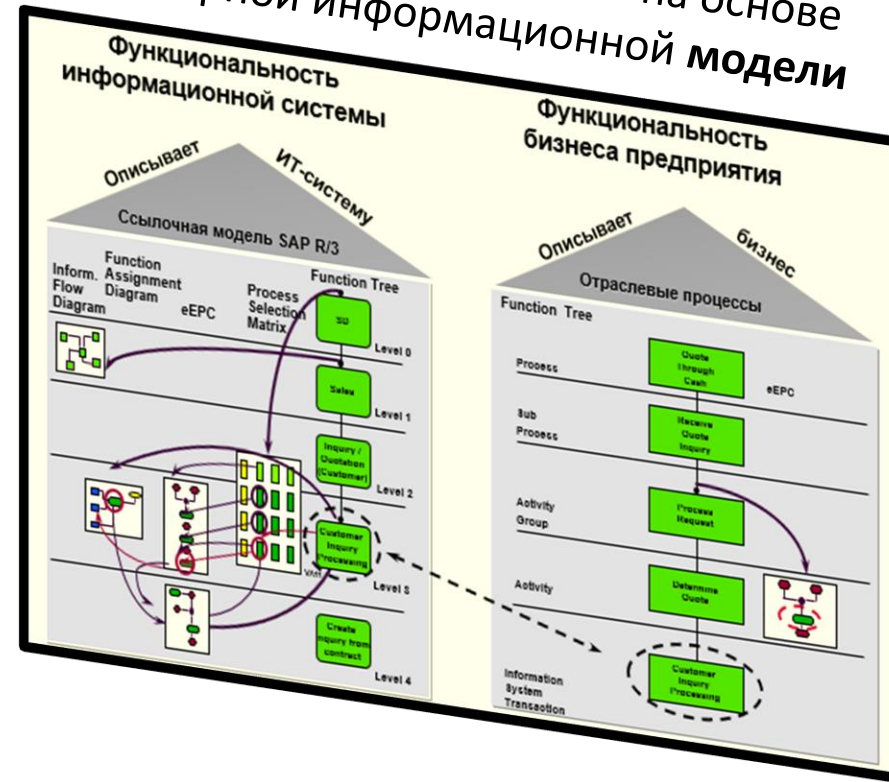 на основе
информационной модели
Функциональность
информационной системы
Описывает
ИТ-систему
Ссылочная модель SAP R/3
Inform.
Flow
Diagram
Function
Assignment
Diagram
eEPC
Process
Selection
Matrix
Function Tree
SD
Level 0
Sales
Level 1
Inquiry /
Quotation
(Customer)
Level 2
Customer
Inquiry
Processing
Level 3
Create
inquiry from
contract
Level 4
Функциональность
бизнеса предприятия
Описывает
бизнес
Отраслевые процессы
Function Tree
Process
Quote
Through
Cash
eEPC
Sub
Process
Receive
Quote
Inquiry
Activity
Group
Process
Request
Activity
Determine
Quote
Information
System
Transaction
Customer
Inquiry
Processing